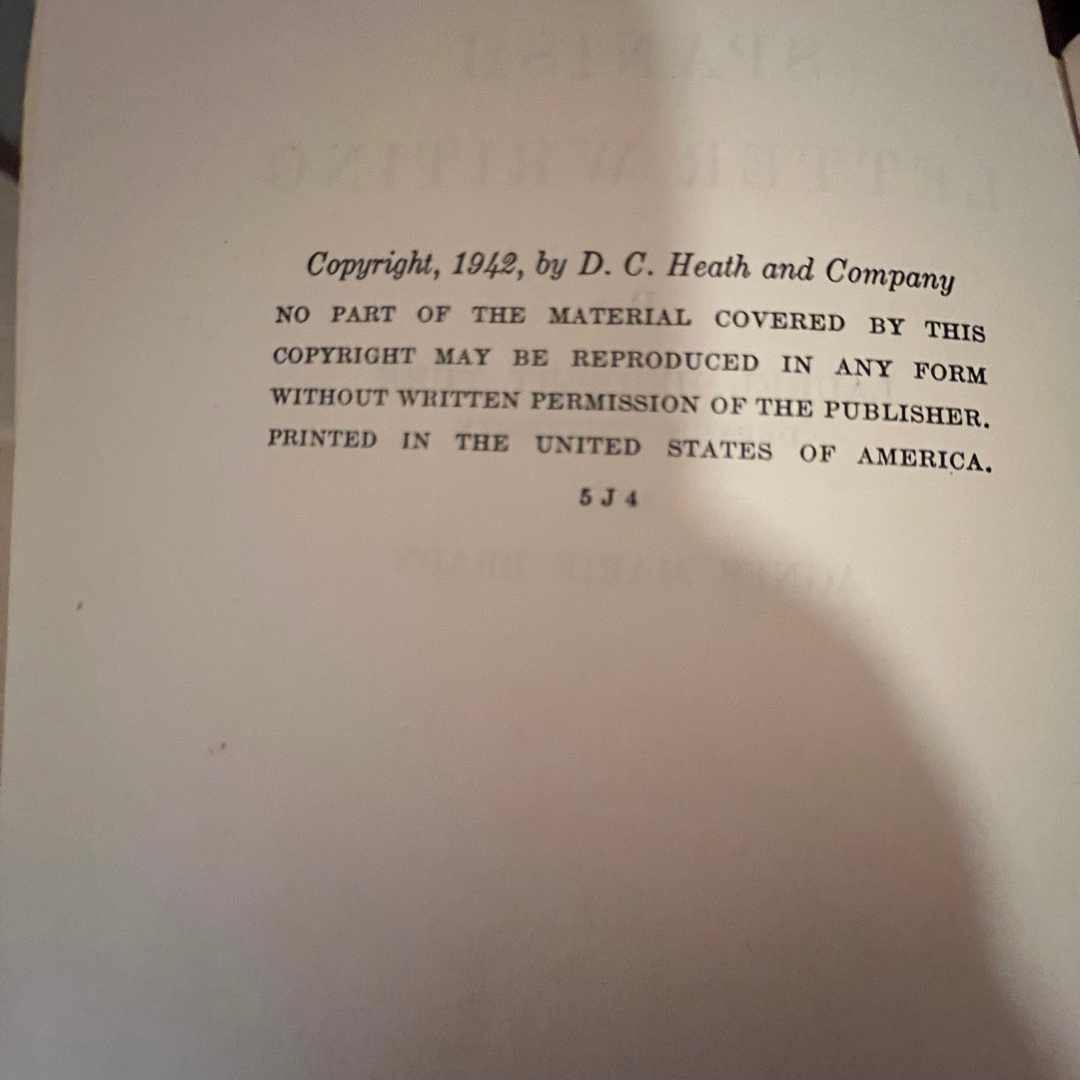 Copyright, 1942, by D. C. Heath and Company
NO PART OF THE MATERIAL COVERED BY THIS
COPYRIGHT MAY BE REPRODUCED IN ANY FORM
WITHOUT WRITTEN PERMISSION OF THE PUBLISHER.
PRINTED IN THE UNITED STATES OF AMERICA.
5 J 4